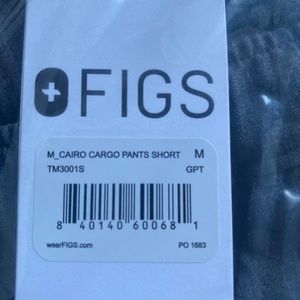 FIGS
M_CAIRO CARGO PANTS SHORT M
TM3001S GPT
8 40140 60068 1
wearFIGS.com PO 1683